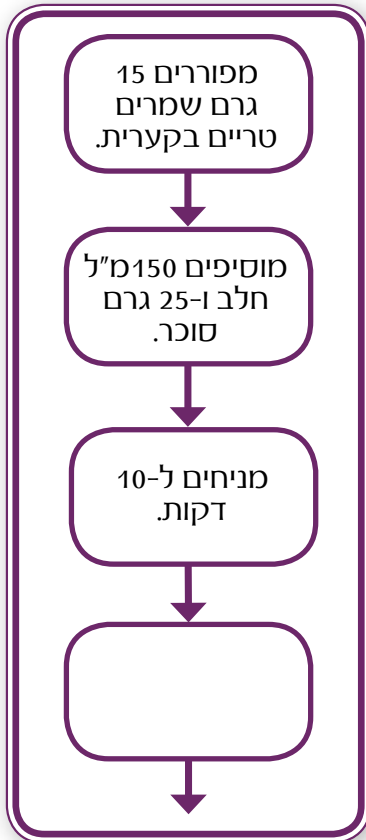 מפוררים 15
גרם שמרים
טריים בקערית.
מוסיפים 150מ"ל
חלב ו-25 גרם
סוכר.
מניחים ל-10
דקות.